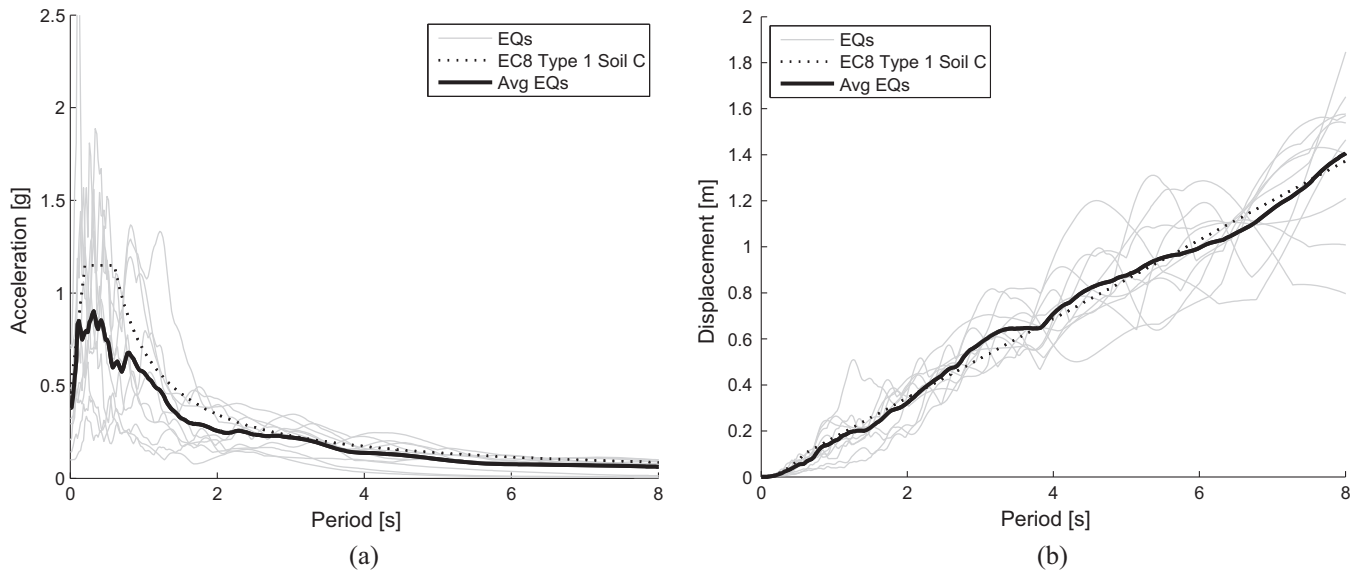 2.5
2
1.5
1
0.5
0
0
2
4
6
8
Acceleration [g]
Period [s]
EQs
EC8 Type 1 Soil C
Avg EQs
(a)
2
1.8
1.6
1.4
1.2
1
0.8
0.6
0.4
0.2
0
0
2
4
6
8
Displacement [m]
Period [s]
EQs
EC8 Type 1 Soil C
Avg EQs
(b)